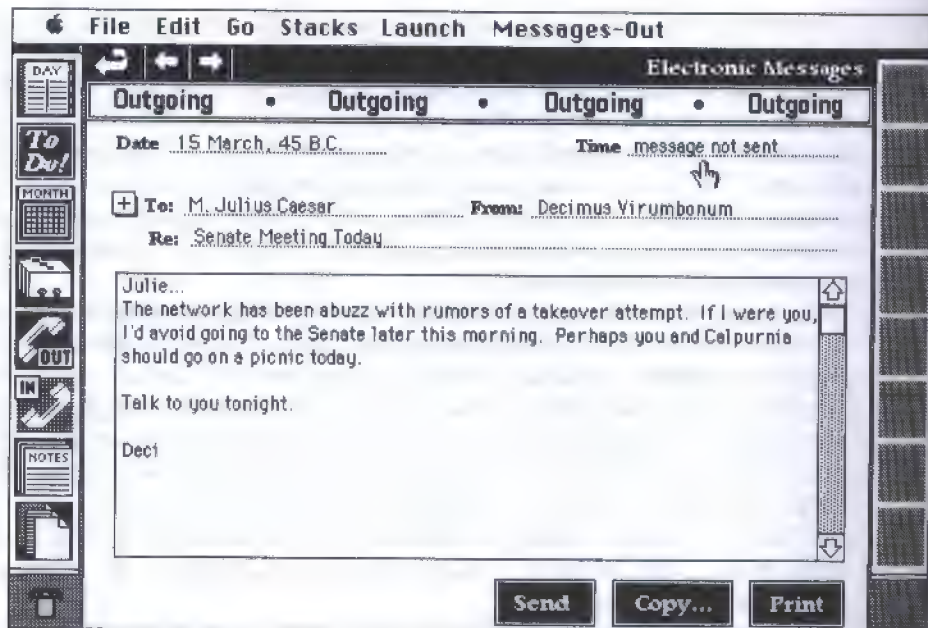 File Edit Go Stacks Launch Messages-Out
Electronic Messages
Outgoing • Outgoing • Outgoing • Outgoing
DAY
To Do!
MONTH
OUT
IN
NOTES
Date 15 March, 45 B.C.
Time message not sent
To: M. Julius Caesar
From: Decimus Virumbonum
Re: Senate Meeting Today
Julie...
The network has been abuzz with rumors of a takeover attempt. If I were you,
I'd avoid going to the Senate later this morning. Perhaps you and Calpurnia
should go on a picnic today.
Talk to you tonight.
Deci
Send Copy... Print